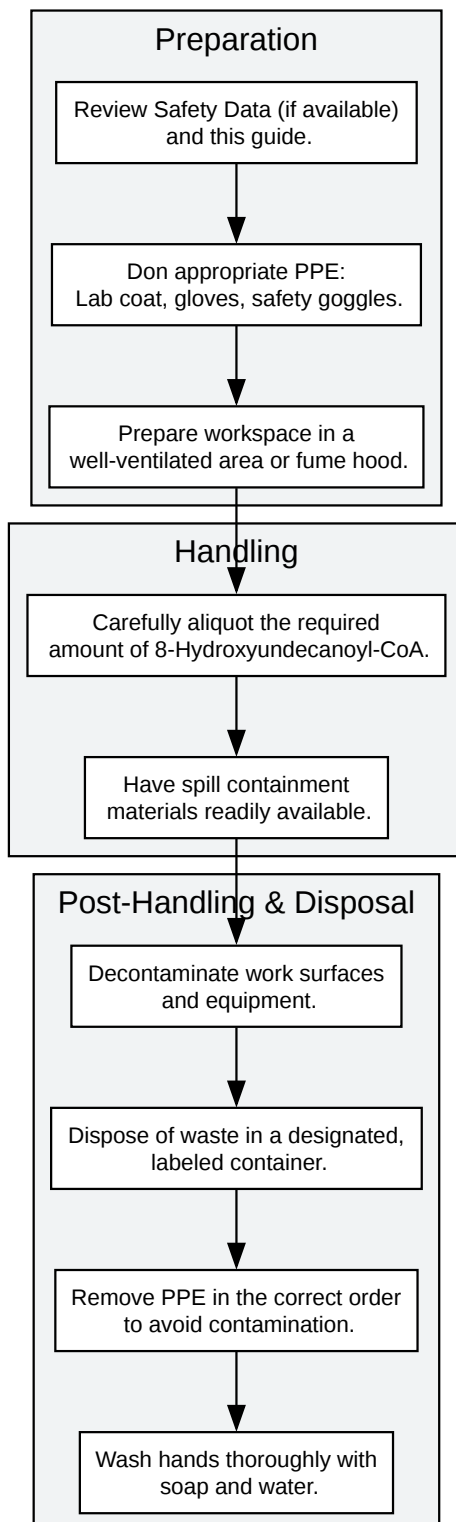 Preparation
Review Safety Data (if available)
and this guide.
Don appropriate PPE:
Lab coat, gloves, safety goggles.
Prepare workspace in a
well-ventilated area or fume hood.
Handling
Carefully aliquot the required
amount of 8-Hydroxyundecanoyl-CoA.
Have spill containment
materials readily available.
Post-Handling & Disposal
Decontaminate work surfaces
and equipment.
Dispose of waste in a designated,
labeled container.
Remove PPE in the correct order
to avoid contamination.
Wash hands thoroughly with
soap and water.